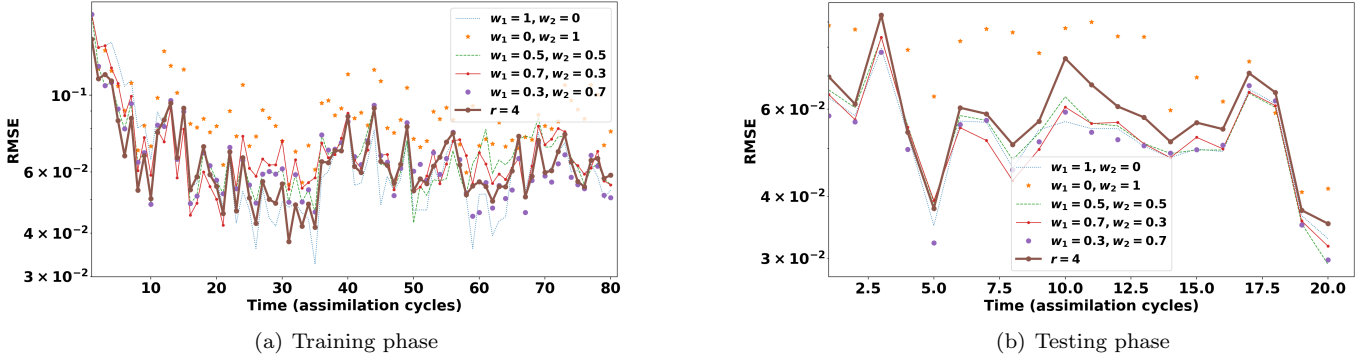 RMSE
10⁻¹
6 × 10⁻²
4 × 10⁻²
3 × 10⁻²
w₁ = 1, w₂ = 0
w₁ = 0, w₂ = 1
w₁ = 0.5, w₂ = 0.5
w₁ = 0.7, w₂ = 0.3
w₁ = 0.3, w₂ = 0.7
r = 4
10 20 30 40 50 60 70 80
Time (assimilation cycles)
(a) Training phase
RMSE
6 × 10⁻²
4 × 10⁻²
3 × 10⁻²
w₁ = 1, w₂ = 0
w₁ = 0, w₂ = 1
w₁ = 0.5, w₂ = 0.5
w₁ = 0.7, w₂ = 0.3
w₁ = 0.3, w₂ = 0.7
r = 4
2.5 5.0 7.5 10.0 12.5 15.0 17.5 20.0
Time (assimilation cycles)
(b) Testing phase